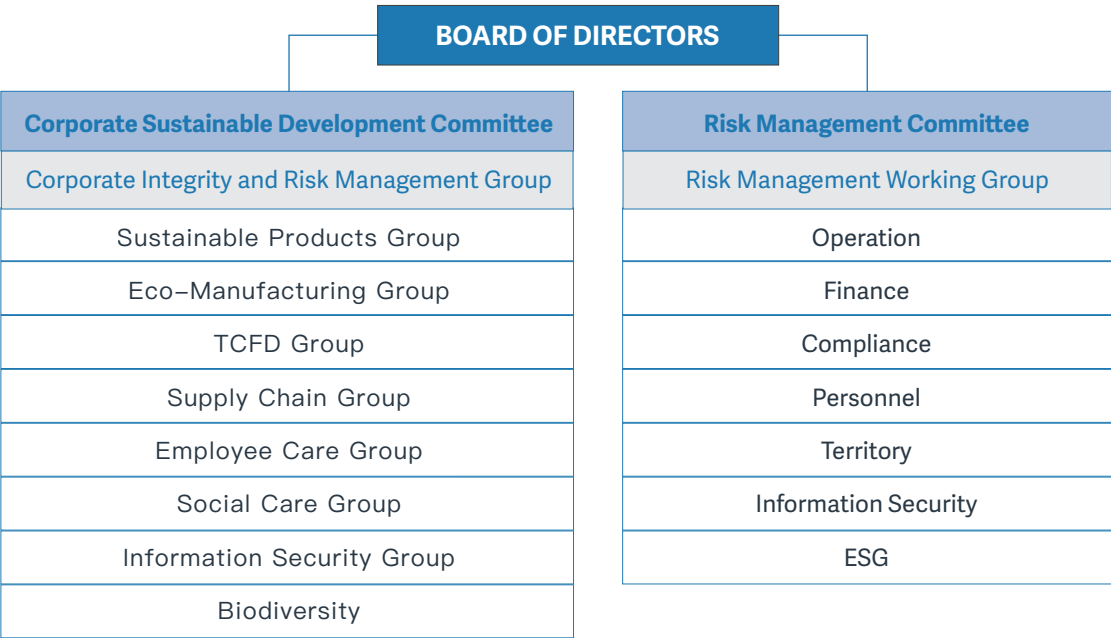 BOARD OF DIRECTORS
Corporate Sustainable Development Committee
Corporate Integrity and Risk Management Group
Sustainable Products Group
Eco-Manufacturing Group
TCFD Group
Supply Chain Group
Employee Care Group
Social Care Group
Information Security Group
Biodiversity
Risk Management Committee
Risk Management Working Group
Operation
Finance
Compliance
Personnel
Territory
Information Security
ESG